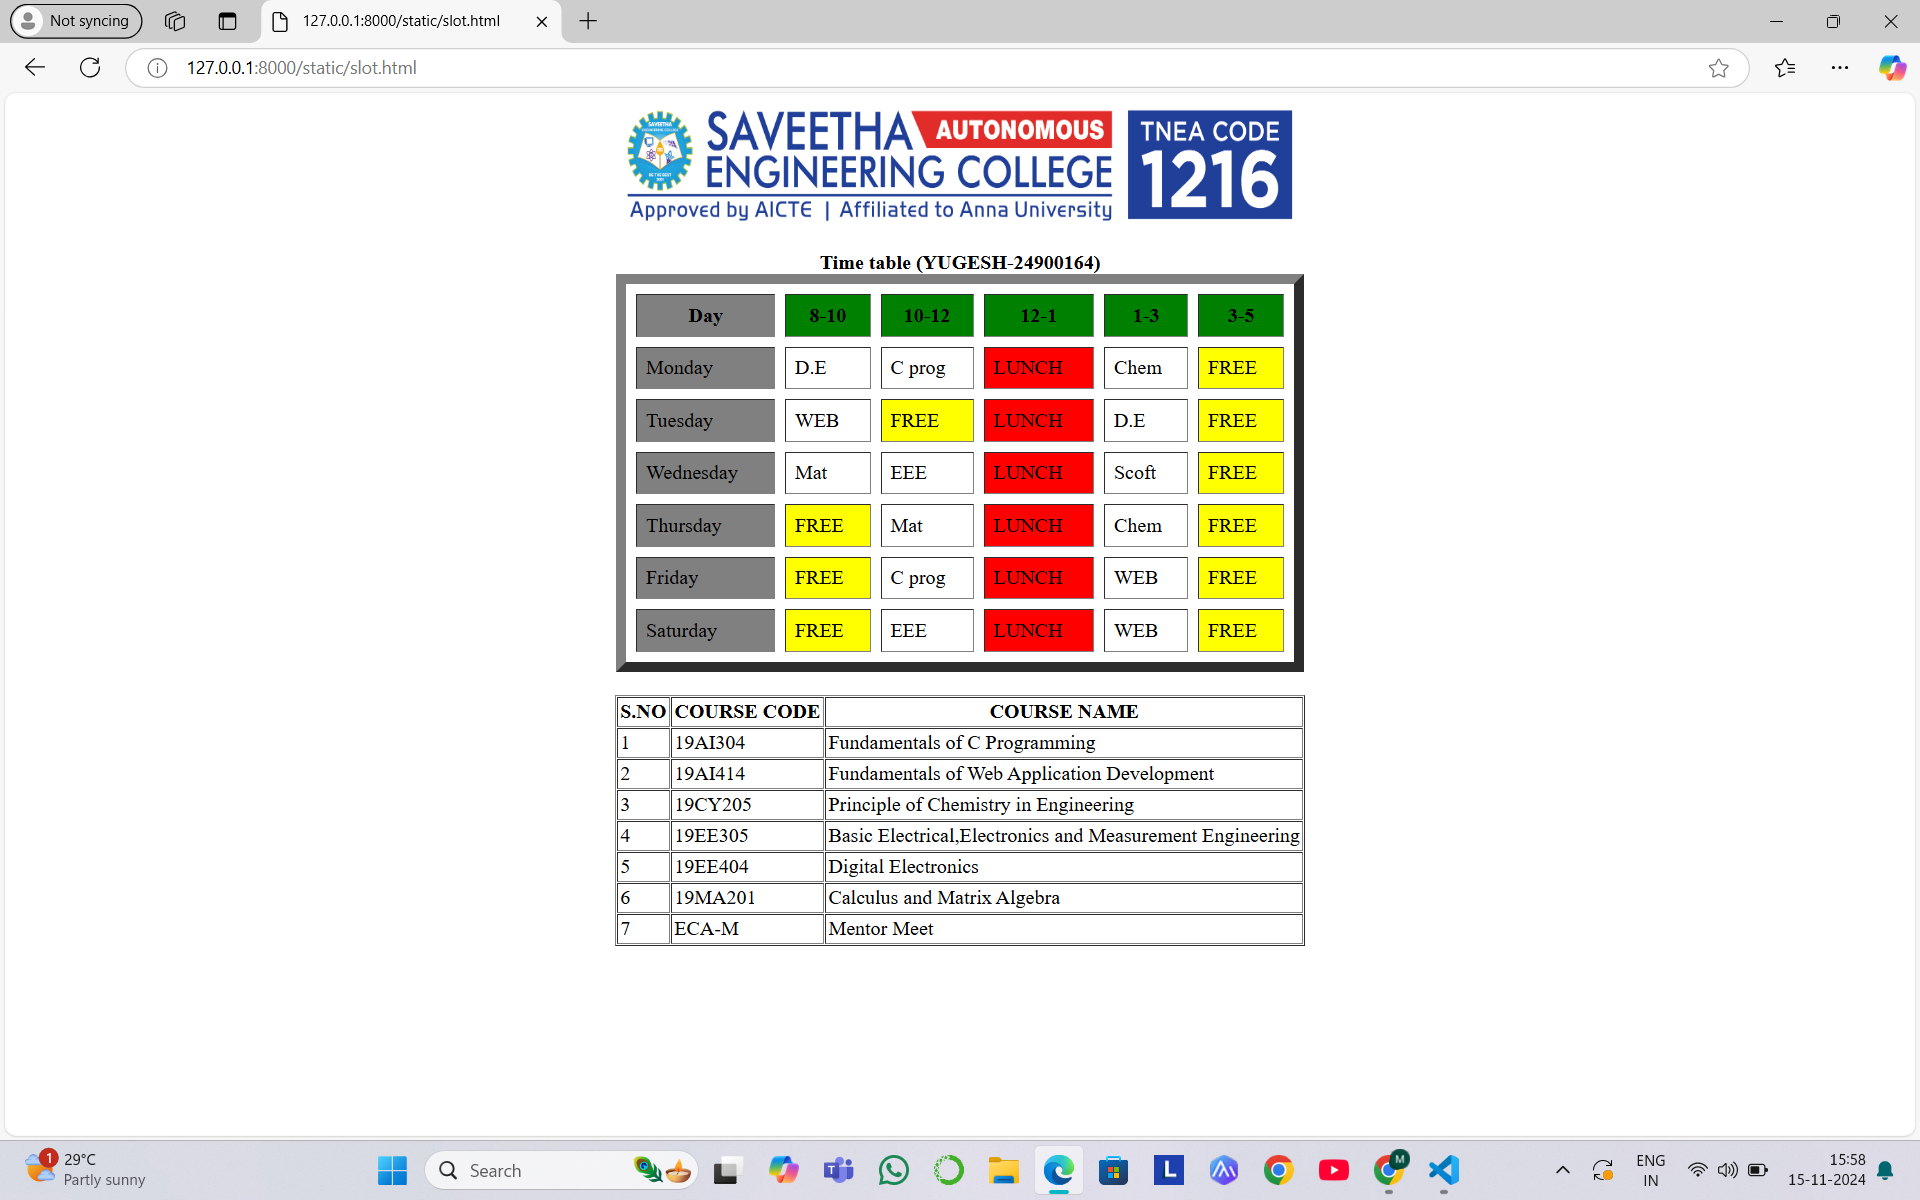 Not syncing
127.0.0.1:8000/static/slot.html
127.0.0.1:8000/static/slot.html
SAVEETHA AUTONOMOUS
ENGINEERING COLLEGE
Approved by AICTE | Affiliated to Anna University
TNEA CODE
1216
Time table (YUGESH-24900164)
Day 8-10 10-12 12-1 1-3 3-5
Monday D.E C prog LUNCH Chem FREE
Tuesday WEB FREE LUNCH D.E FREE
Wednesday Mat EEE LUNCH Scoft FREE
Thursday FREE Mat LUNCH Chem FREE
Friday FREE C prog LUNCH WEB FREE
Saturday FREE EEE LUNCH WEB FREE
S.NO COURSE CODE COURSE NAME
1 19AI304 Fundamentals of C Programming
2 19AI414 Fundamentals of Web Application Development
3 19CY205 Principle of Chemistry in Engineering
4 19EE305 Basic Electrical,Electronics and Measurement Engineering
5 19EE404 Digital Electronics
6 19MA201 Calculus and Matrix Algebra
7 ECA-M Mentor Meet
1
29°C
Partly sunny
Search
L
M
ENG
IN
15:58
15-11-2024